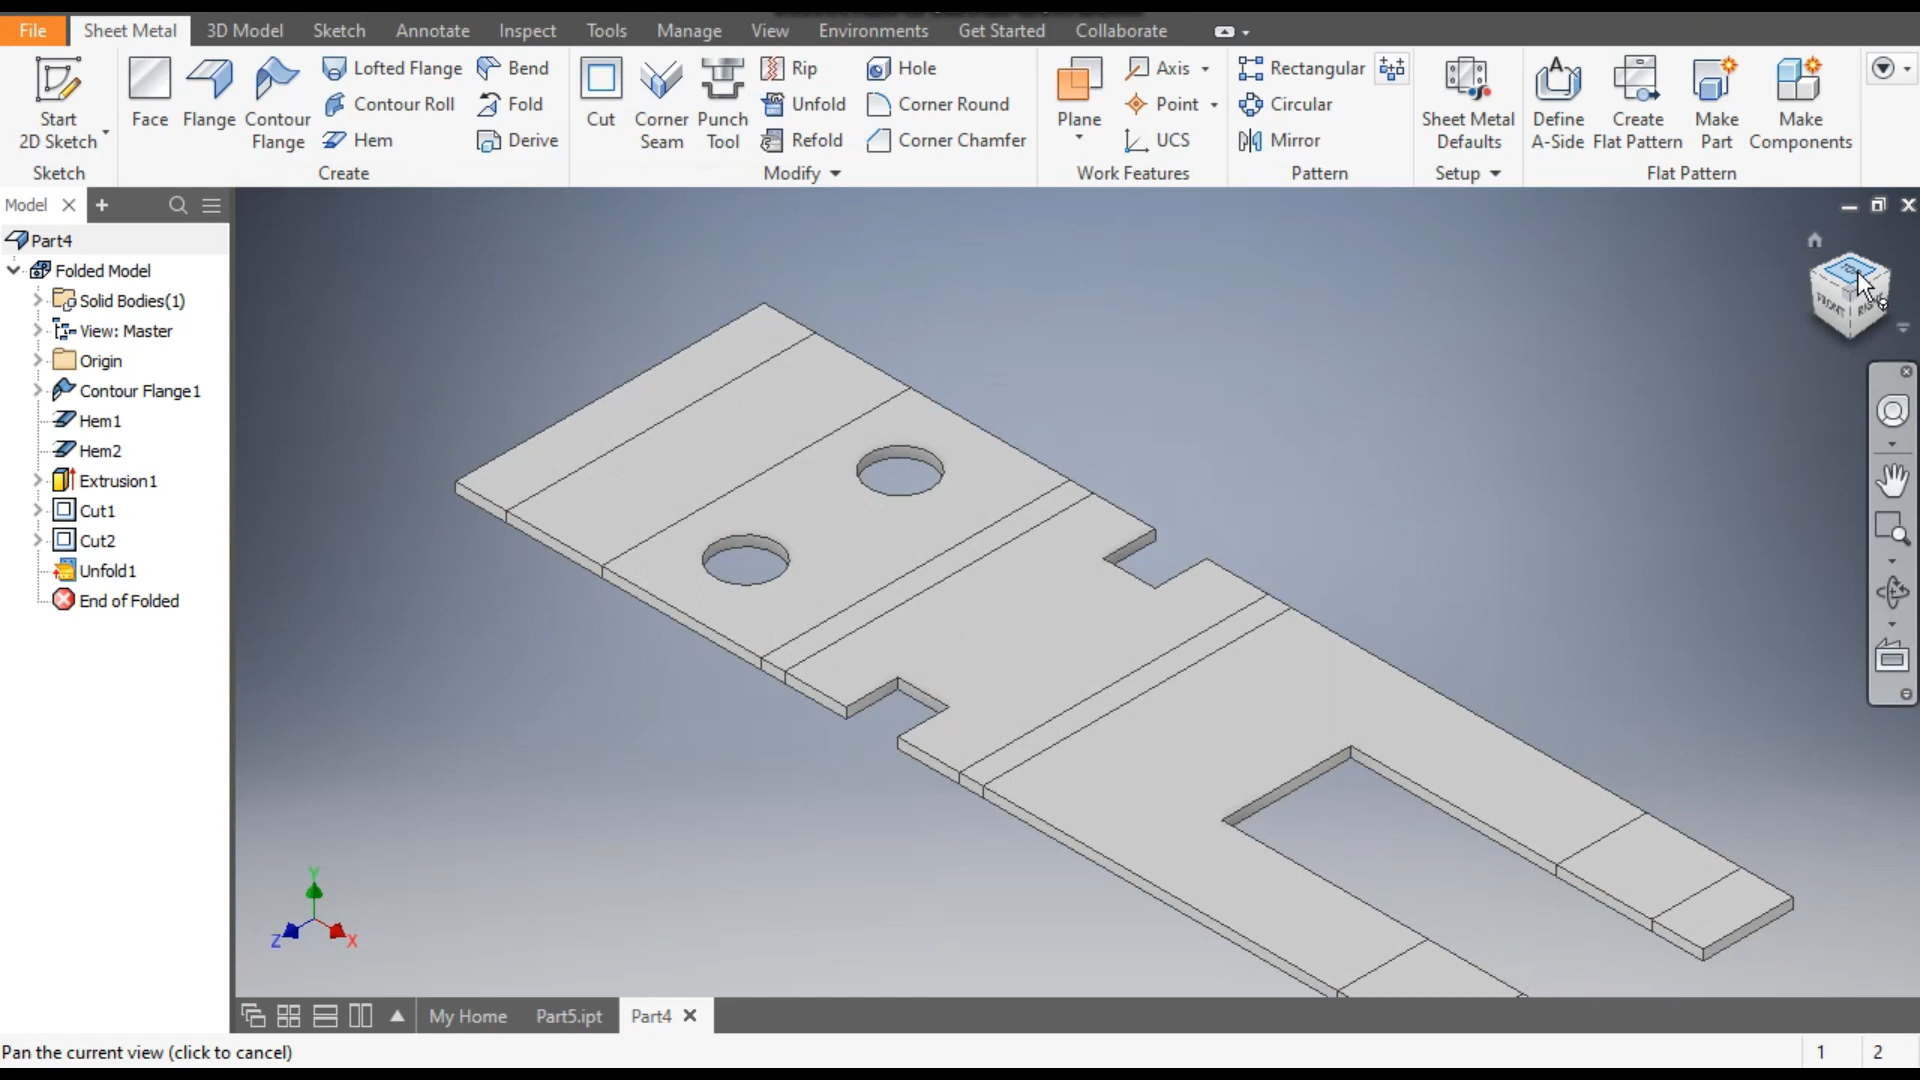 File Sheet Metal 3D Model Sketch Annotate Inspect Tools Manage View Environments Get Started Collaborate
Start
2D Sketch
Face
Flange
Contour
Flange
Lofted Flange
Contour Roll
Hem
Bend
Fold
Derive
Cut
Corner
Seam
Punch
Tool
Rip
Unfold
Refold
Hole
Corner Round
Corner Chamfer
Plane
Axis
Point
UCS
Rectangular
Circular
Mirror
Sheet Metal
Defaults
Define
A-Side
Create
Flat Pattern
Make
Part
Make
Components
Sketch Create Modify Work Features Pattern Setup Flat Pattern
Model
Part4
Folded Model
Solid Bodies(1)
View: Master
Origin
Contour Flange1
Hem1
Hem2
Extrusion1
Cut1
Cut2
Unfold1
End of Folded
FRONT
Y
Z
X
My Home Part5.ipt Part4
Pan the current view (click to cancel) 1 2